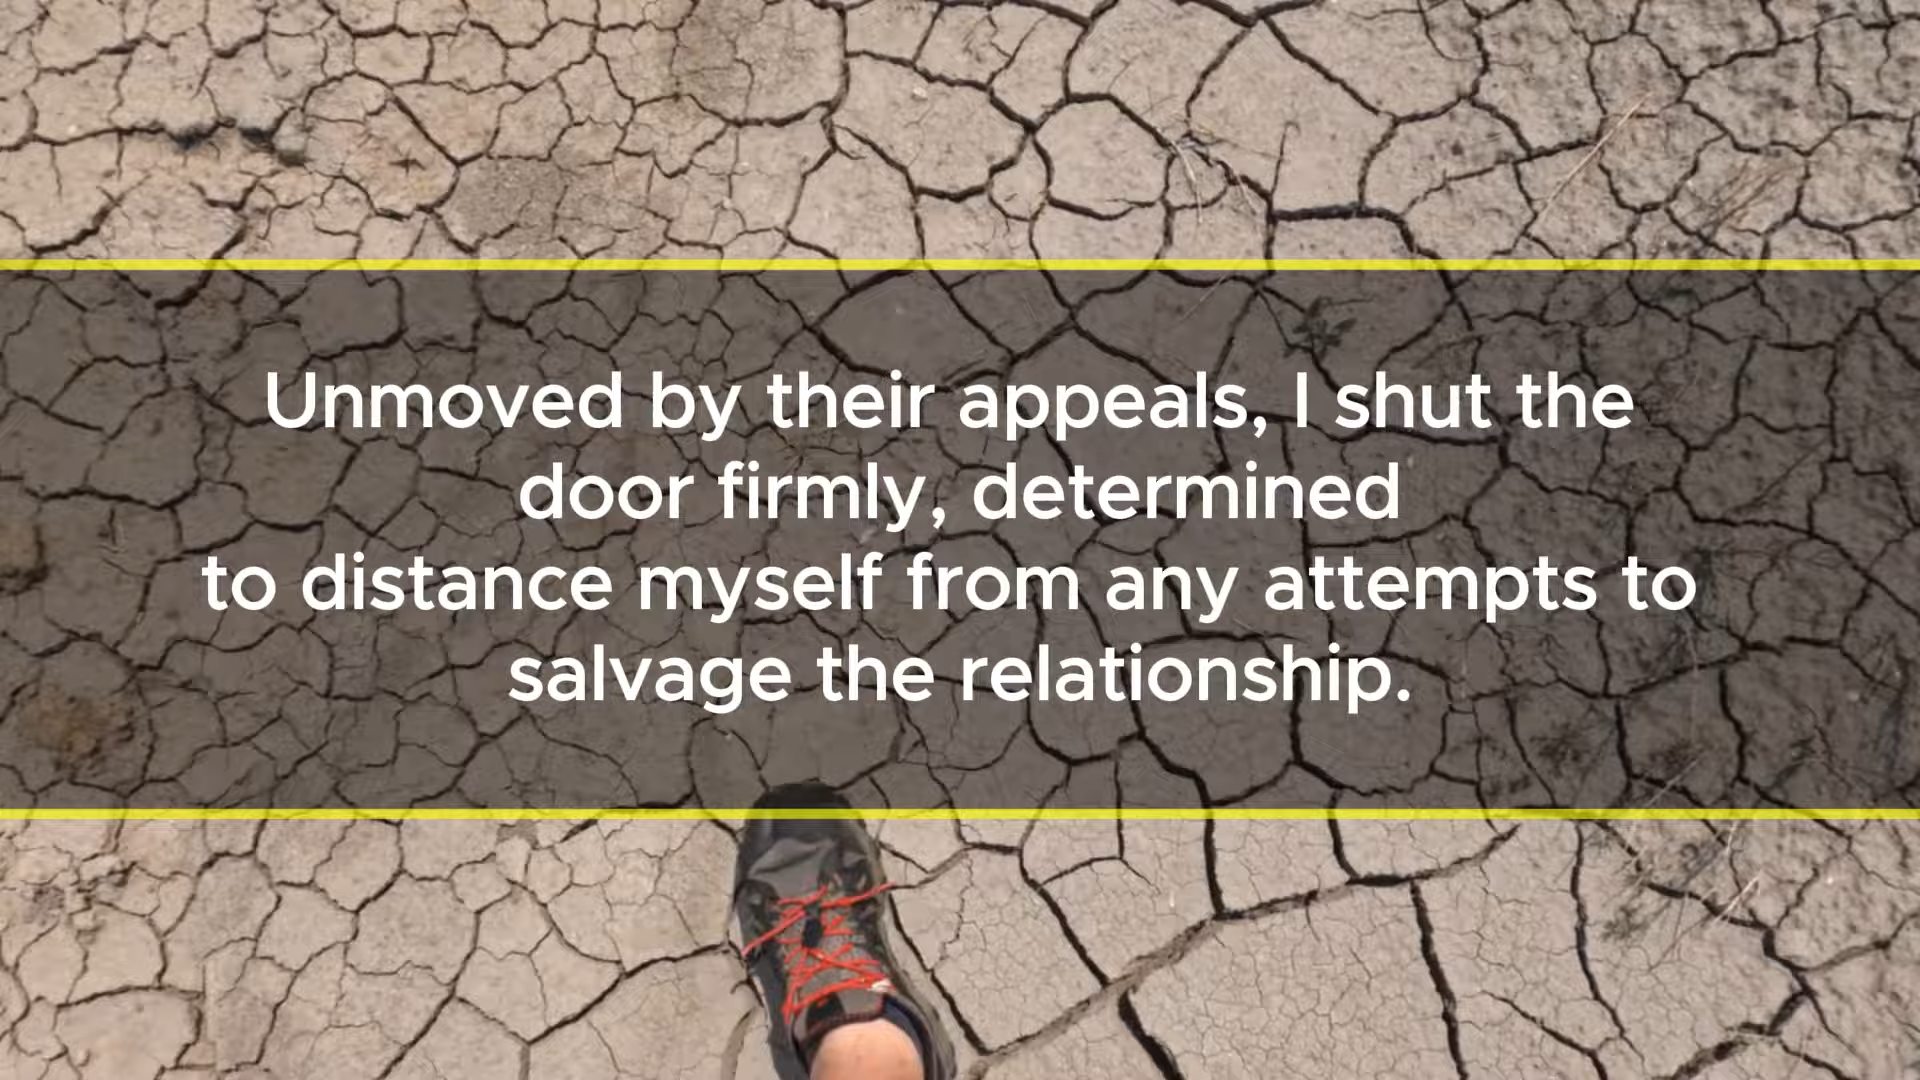 Unmoved by their appeals, I shut the
door firmly, determined
to distance myself from any attempts to
salvage the relationship.